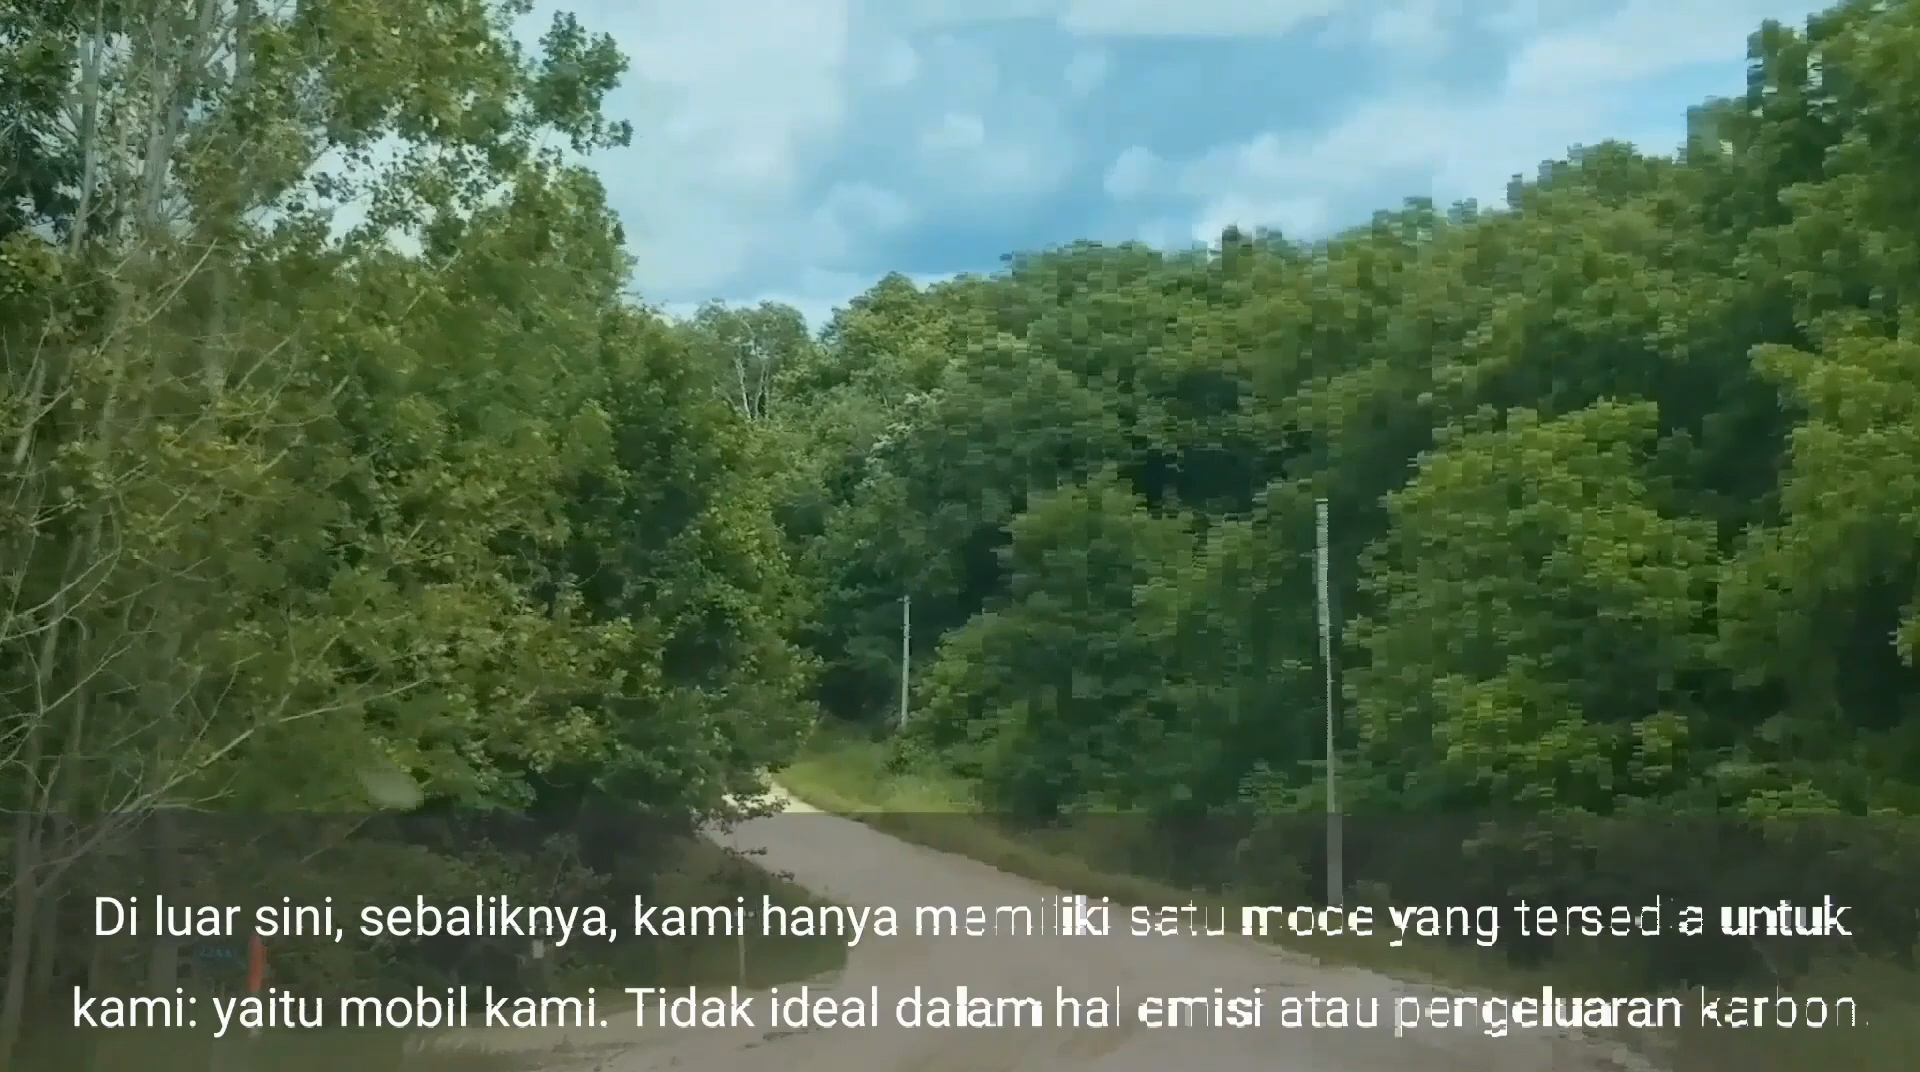 Di luar sini, sebaliknya, kami hanya memiliki satu mode yang tersedia untuk
kami: yaitu mobil kami. Tidak ideal dalam hal emisi atau pengeluaran karbon.